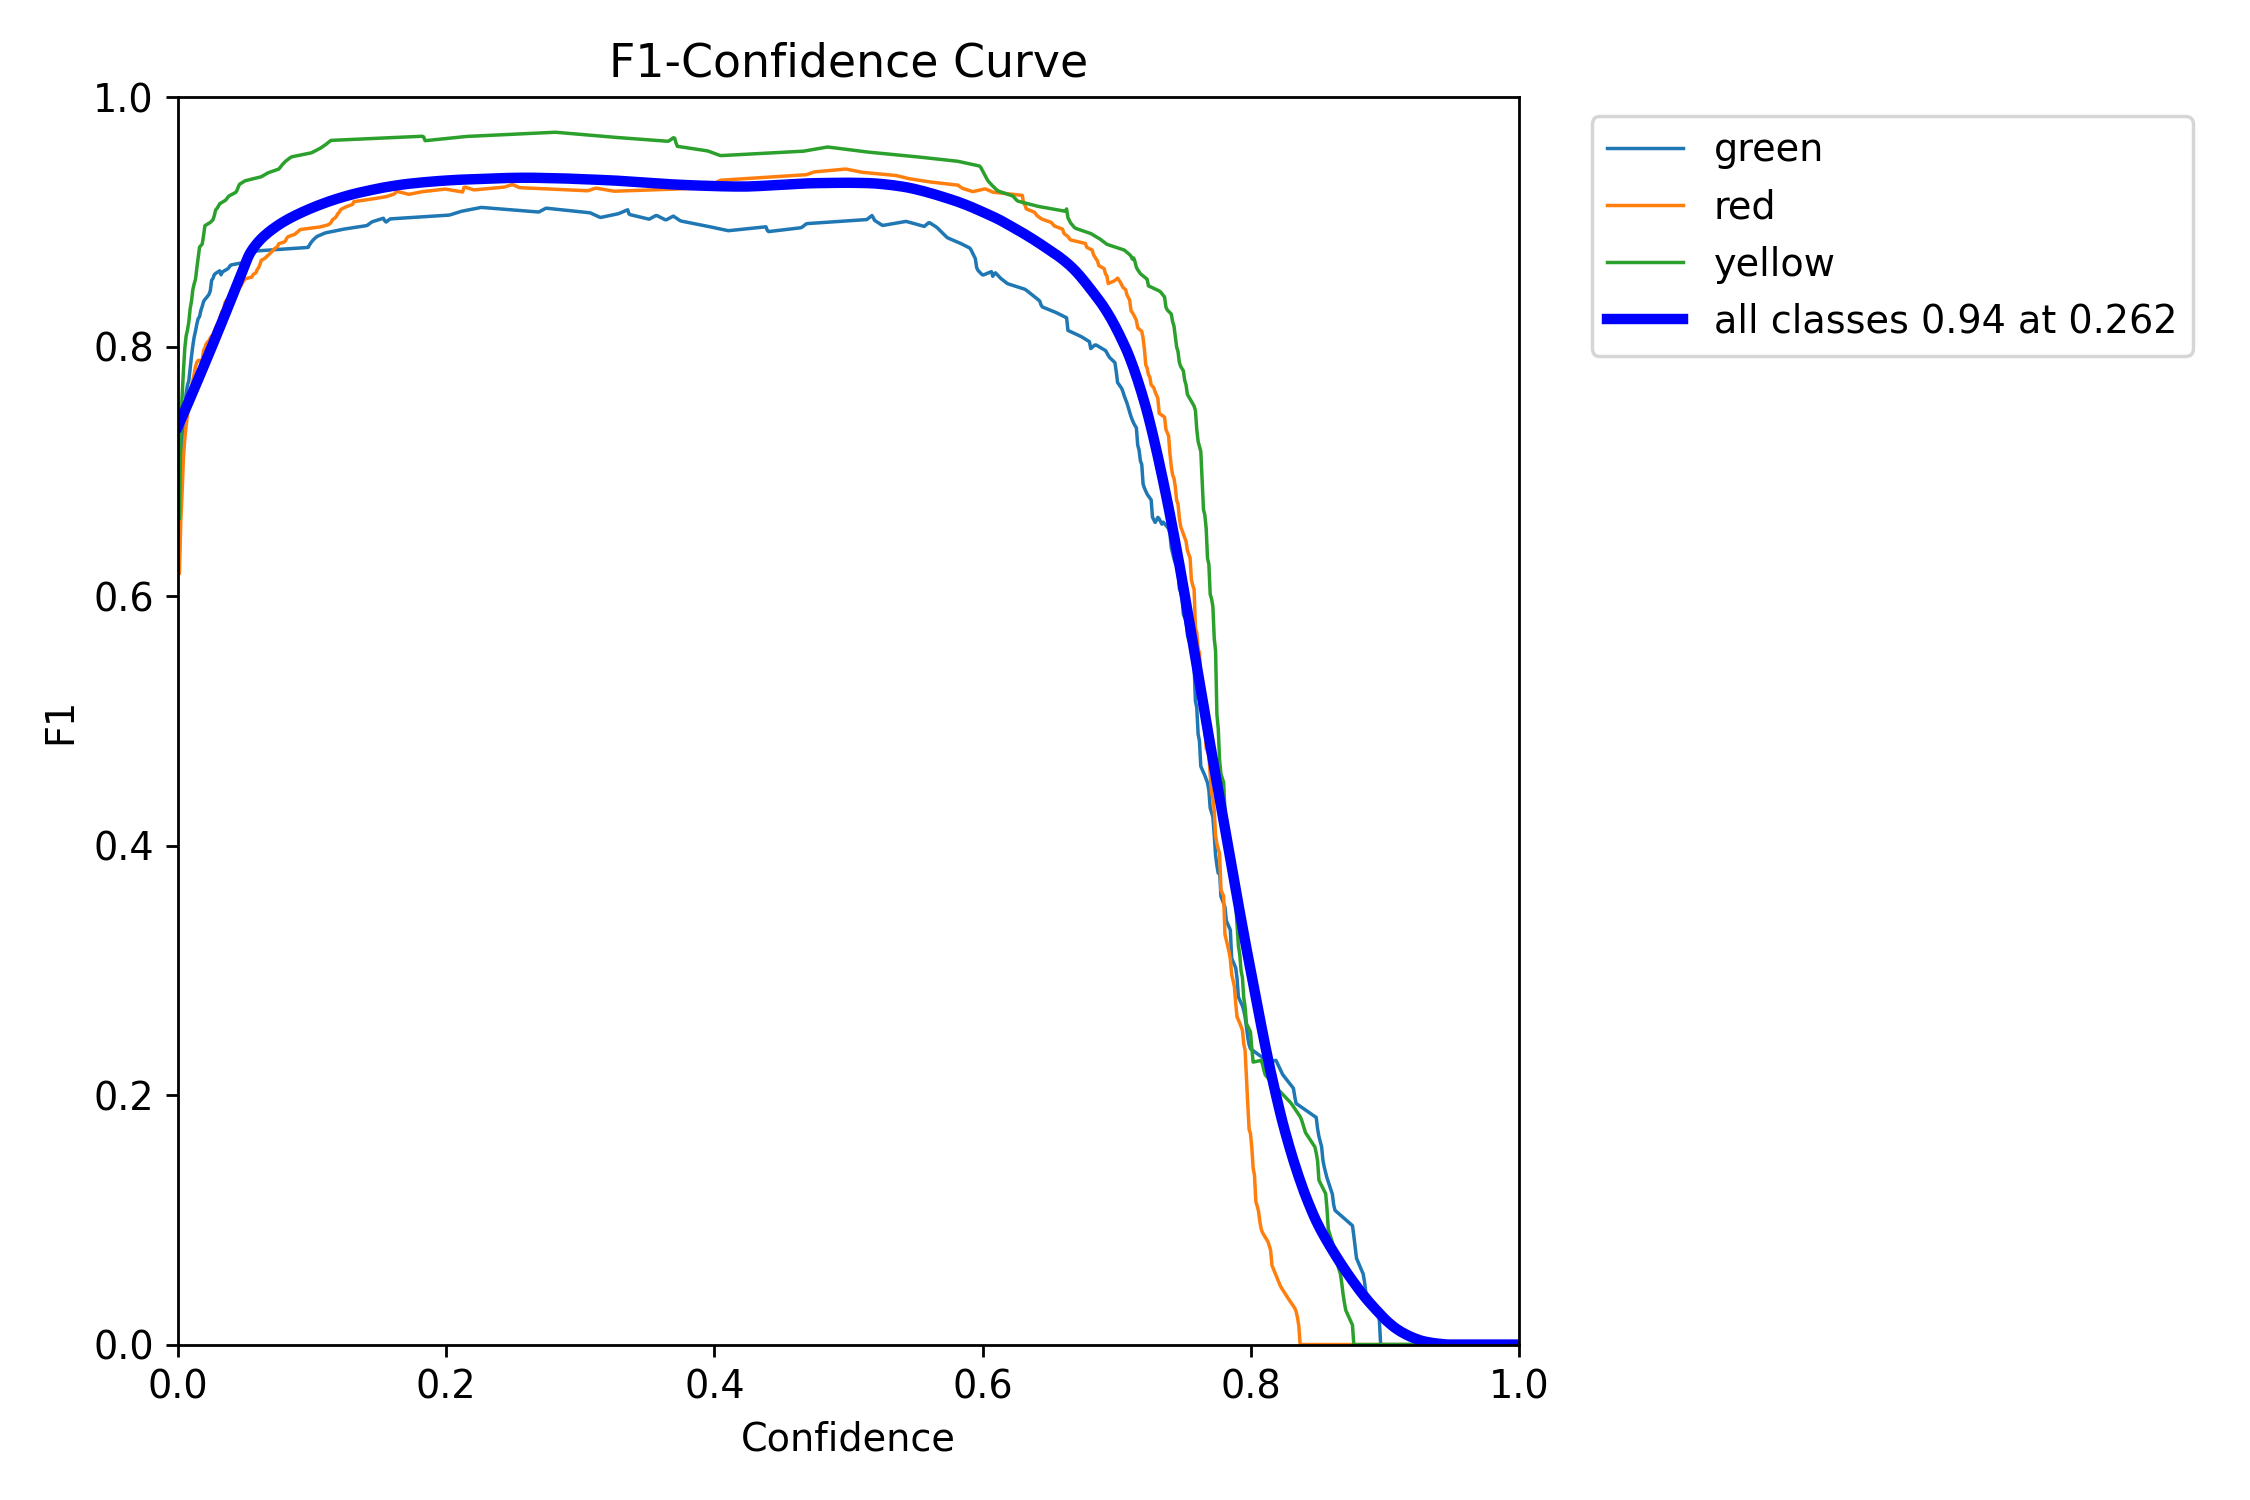 F1-Confidence Curve
1.0
0.8
0.6
0.4
0.2
0.0
F1
0.0 0.2 0.4 0.6 0.8 1.0
Confidence
green
red
yellow
all classes 0.94 at 0.262